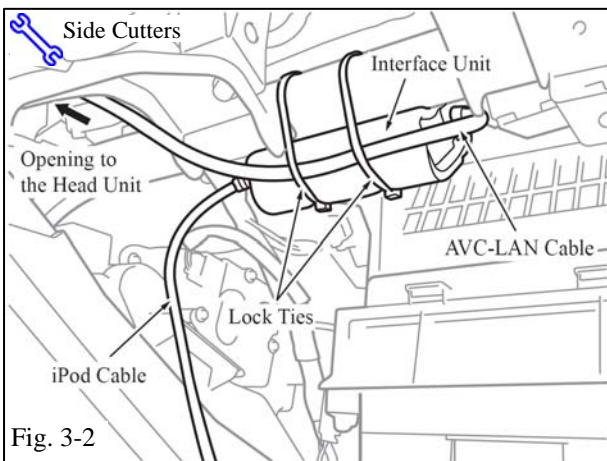 Side Cutters
Interface Unit
Opening to
the Head Unit
AVC-LAN Cable
Lock Ties
iPod Cable
Fig. 3-2